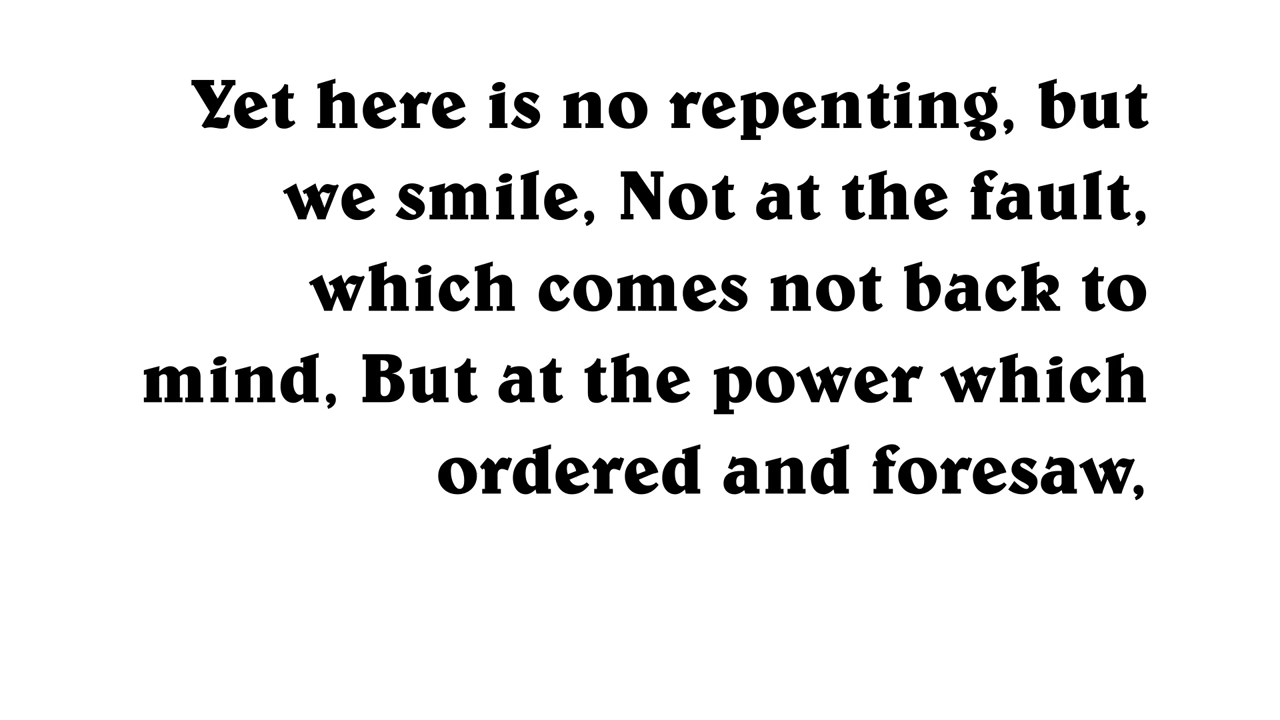 Yet here is no repenting, but
we smile, Not at the fault,
which comes not back to
mind, But at the power which
ordered and foresaw,